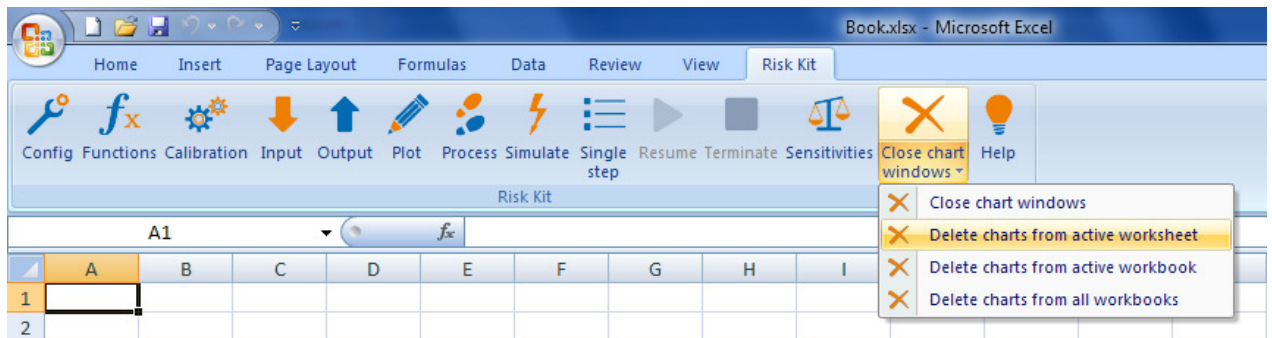 Book.xlsx - Microsoft Excel
Home Insert Page Layout Formulas Data Review View Risk Kit
Config Functions Calibration Input Output Plot Process Simulate Single step Resume Terminate Sensitivities Close chart windows Help
Risk Kit
Close chart windows
Delete charts from active worksheet
Delete charts from active workbook
Delete charts from all workbooks
A1 fx
A B C D E F G H I
1
2